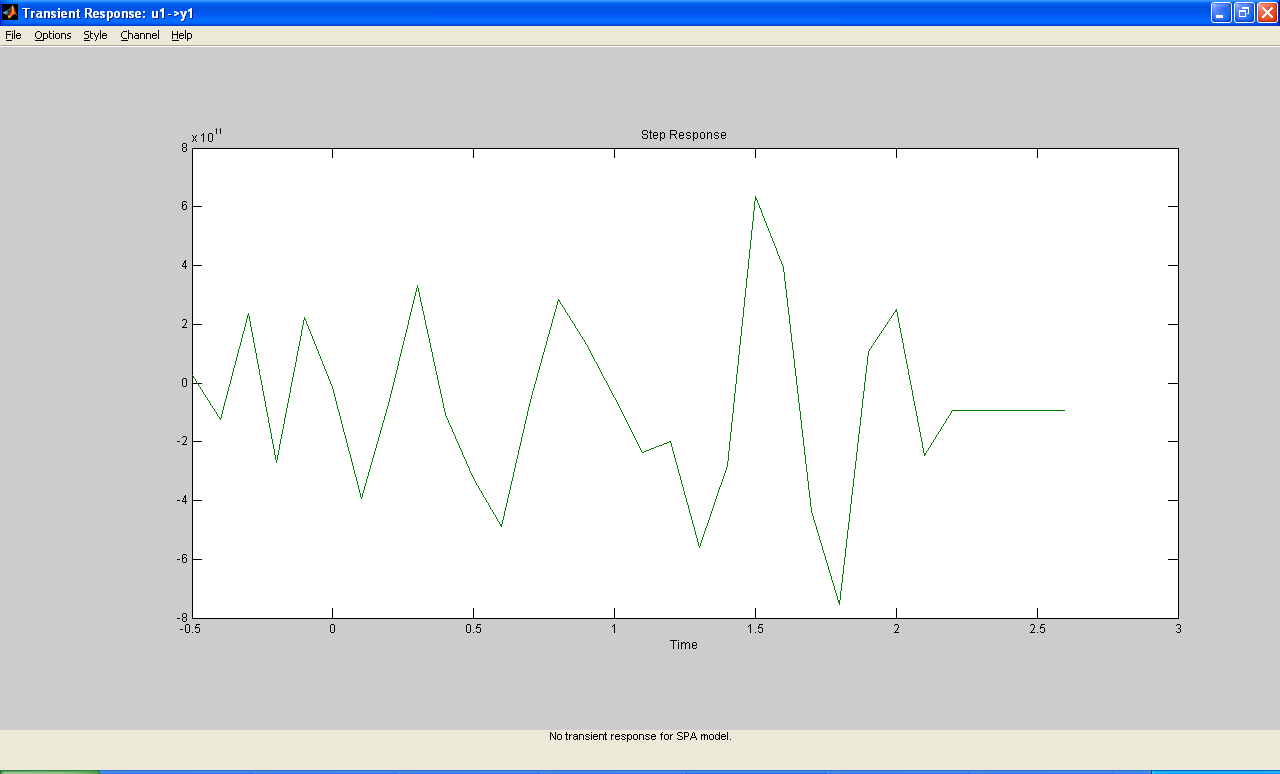 Transient Response: u1->y1
File Options Style Channel Help
x 10^11
Step Response
8
6
4
2
0
-2
-4
-6
-8
-0.5 0 0.5 1 1.5 2 2.5 3
Time
No transient response for SPA model.